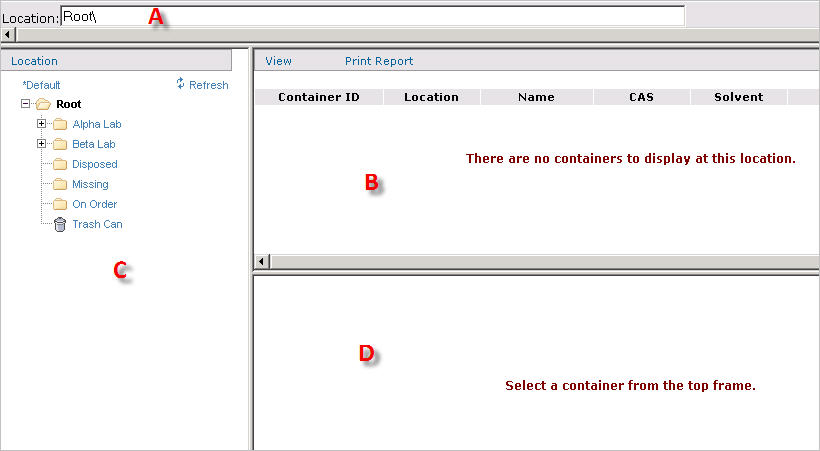 Location: Root\ A
Location
*Default Refresh
Root
Alpha Lab
Beta Lab
Disposed
Missing
On Order
Trash Can
C
View Print Report
Container ID Location Name CAS Solvent
There are no containers to display at this location.
B
D
Select a container from the top frame.